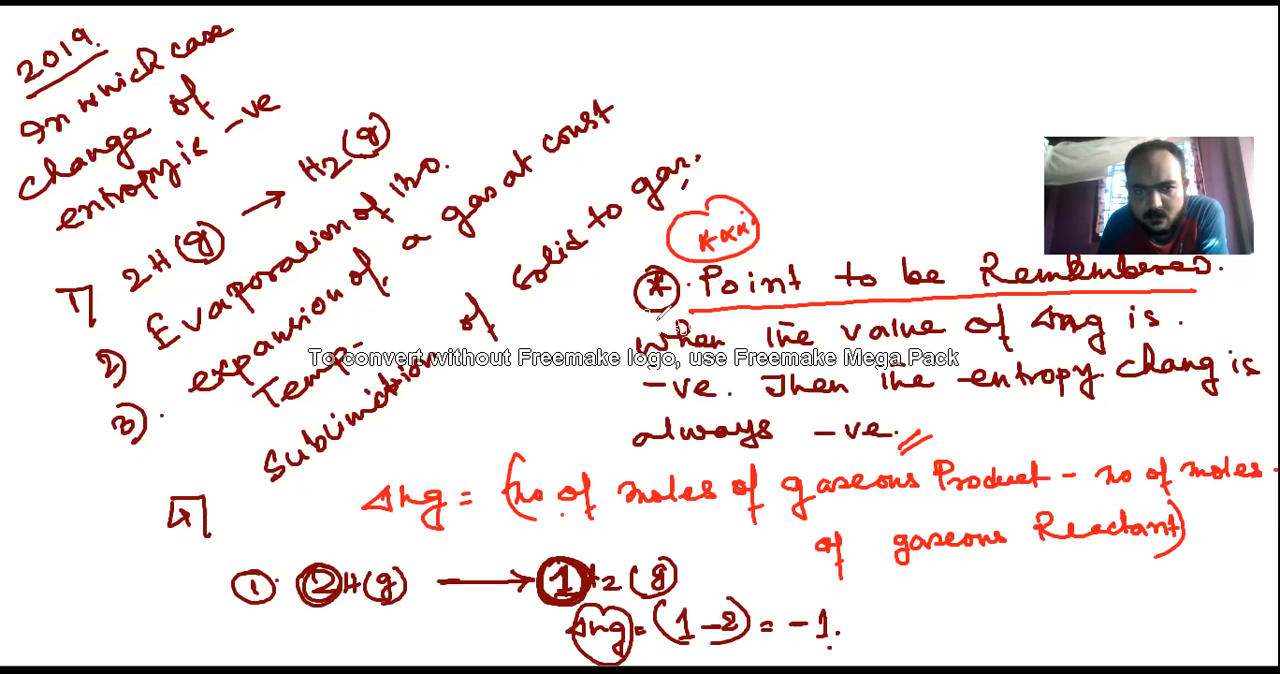 2019.
In which case
change of
entropy is -ve
1) 2H(g) → H2(g)
2) Evaporation of H2O.
3). expansion of a gas at const
Temp.
4) Sublimiction of solid to gas.
*** 
* . Point to be Remembered.
when the value of Δng is.
-ve. Then the entropy chang is
always -ve.
To convert without Freemake logo, use Freemake Mega Pack
Δng = (no of moles of gaseous Product - no of moles -
of gaseous Reactant)
1. 2H(g) → 1H2(g)
Δng = (1-2) = -1.